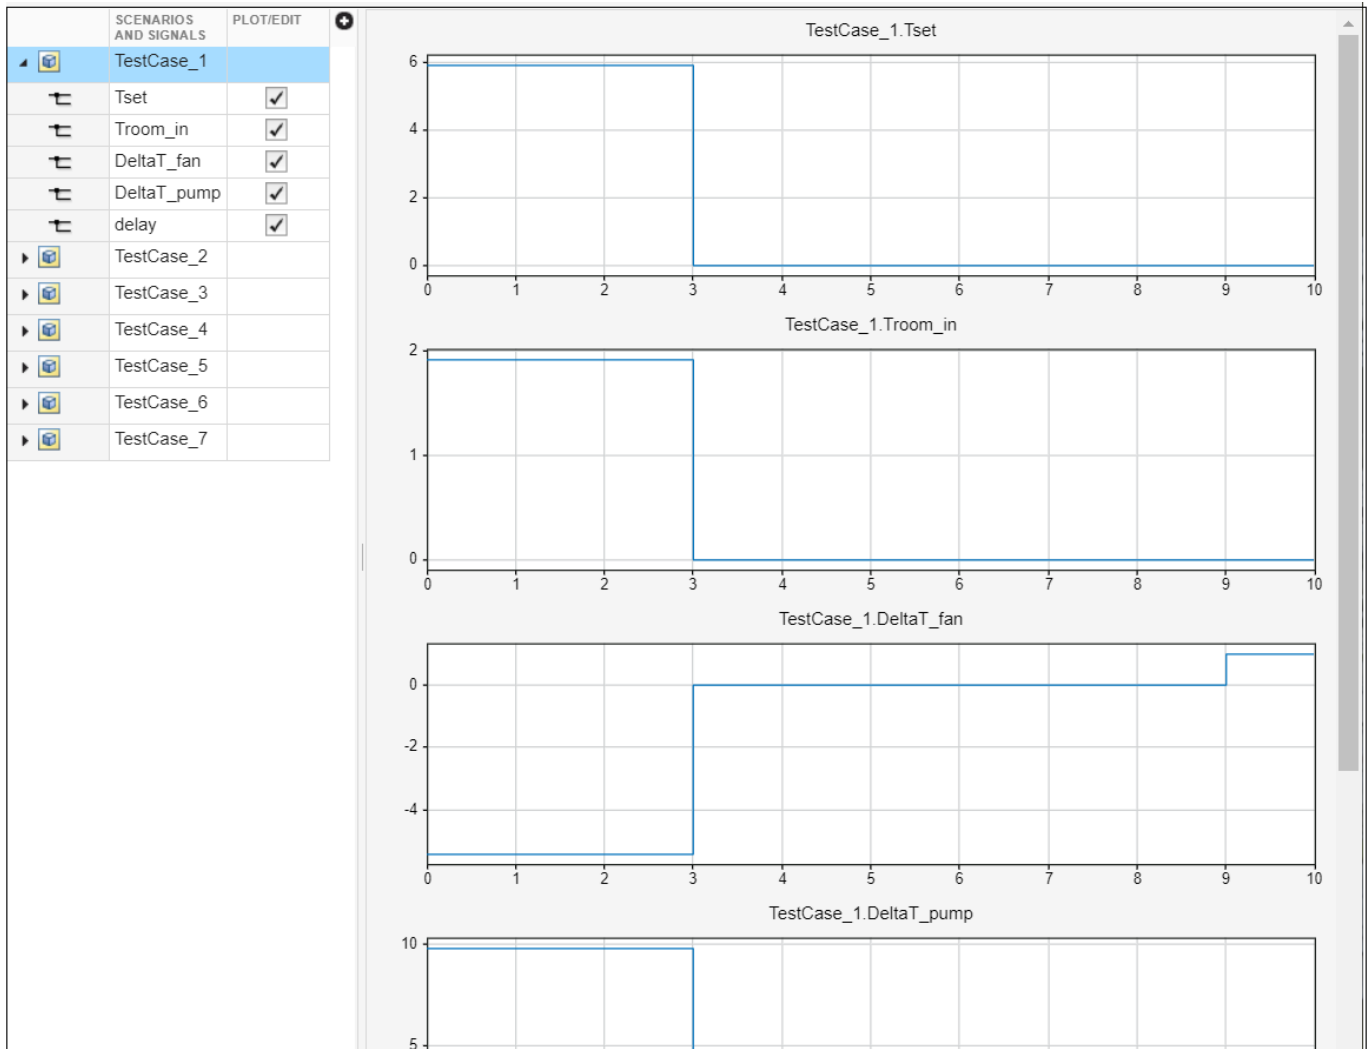 SCENARIOS
AND SIGNALS
PLOT/EDIT
TestCase_1
Tset
Troom_in
DeltaT_fan
DeltaT_pump
delay
TestCase_2
TestCase_3
TestCase_4
TestCase_5
TestCase_6
TestCase_7
TestCase_1.Tset
6
4
2
0
0 1 2 3 4 5 6 7 8 9 10
TestCase_1.Troom_in
2
1
0
0 1 2 3 4 5 6 7 8 9 10
TestCase_1.DeltaT_fan
0
-2
-4
0 1 2 3 4 5 6 7 8 9 10
TestCase_1.DeltaT_pump
10
5